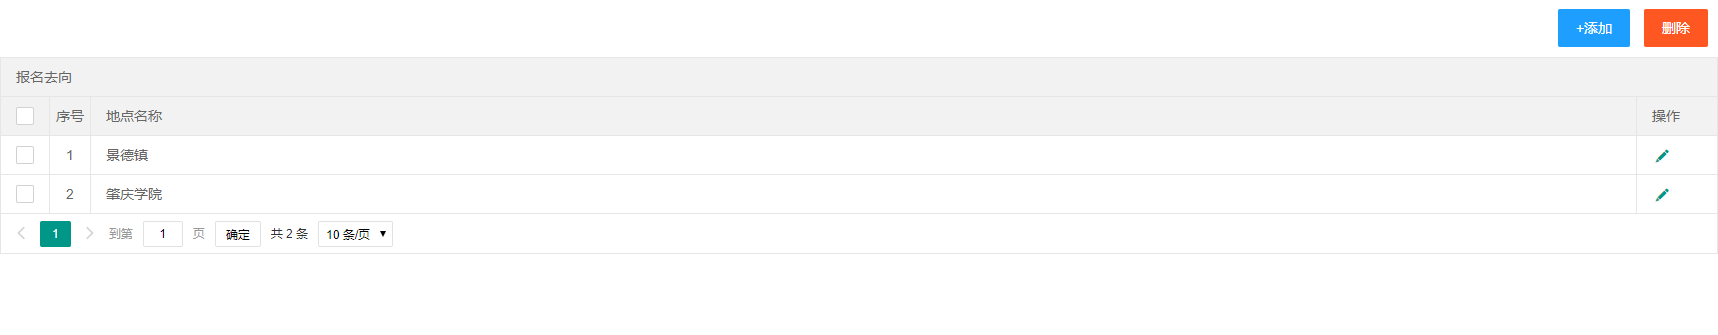 +添加 删除
报名去向
序号 地点名称 操作
1 景德镇
2 肇庆学院
1 到第 1 页 确定 共 2 条 10 条/页